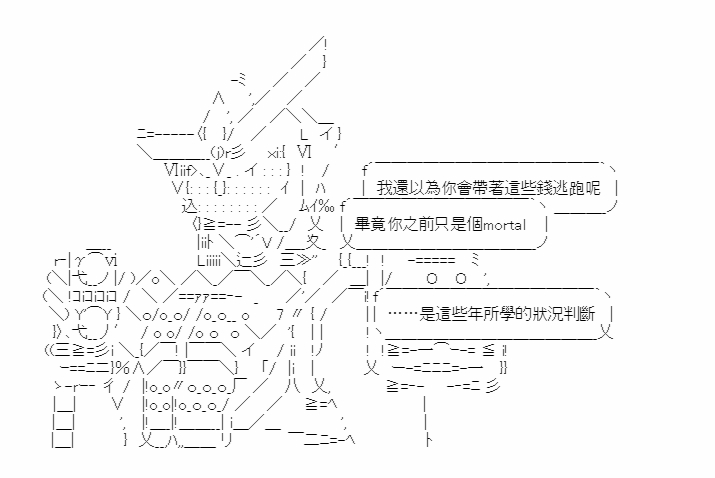 我還以為你會帶著這些錢逃跑呢
畢竟你之前只是個mortal
……是這些年所學的狀況判斷